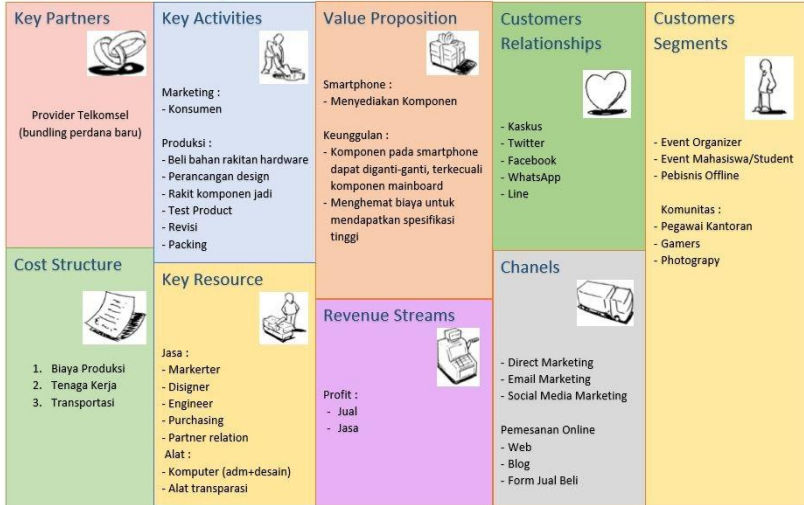 Key Partners
Provider Telkomsel
(bundling perdana baru)
Key Activities
Marketing :
- Konsumen
Produksi :
- Beli bahan rakitan hardware
- Perancangan design
- Rakit komponen jadi
- Test Product
- Revisi
- Packing
Value Proposition
Smartphone :
- Menyediakan Komponen
Keunggulan :
- Komponen pada smartphone
dapat diganti-ganti, terkecuali
komponen mainboard
- Menghemat biaya untuk
mendapatkan spesifikasi
tinggi
Customers
Relationships
- Kaskus
- Twitter
- Facebook
- WhatsApp
- Line
Customers
Segments
- Event Organizer
- Event Mahasiswa/Student
- Pebisnis Offline
Komunitas :
- Pegawai Kantoran
- Gamers
- Photograpy
Cost Structure
1. Biaya Produksi
2. Tenaga Kerja
3. Transportasi
Key Resource
Jasa :
- Markerter
- Disigner
- Engineer
- Purchasing
- Partner relation
Alat :
- Komputer (adm+desain)
- Alat transparasi
Revenue Streams
Profit :
- Jual
- Jasa
Chanels
- Direct Marketing
- Email Marketing
- Social Media Marketing
Pemesanan Online
- Web
- Blog
- Form Jual Beli